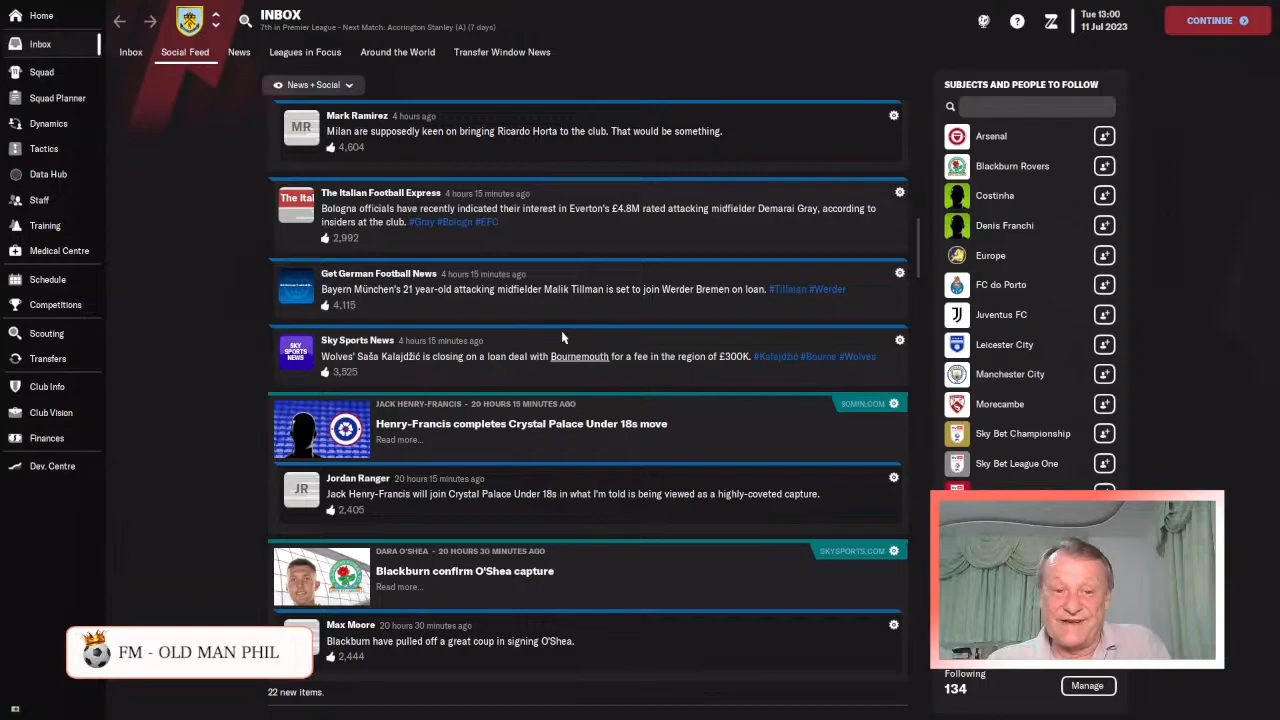 Home
INBOX
7th in Premier League - Next Match: Accrington Stanley (A) (7 days)
Tue 13:00
11 Jul 2023
CONTINUE
Inbox
Inbox
Social Feed
News
Leagues in Focus
Around the World
Transfer Window News
Squad
Squad Planner
Dynamics
Tactics
Data Hub
Staff
Training
Medical Centre
Schedule
Competitions
Scouting
Transfers
Club Info
Club Vision
Finances
Dev. Centre
News + Social
MR
Mark Ramirez 4 hours ago
Milan are supposedly keen on bringing Ricardo Horta to the club. That would be something.
4,604
The Ital
The Italian Football Express 4 hours 15 minutes ago
Bologna officials have recently indicated their interest in Everton's £4.8M rated attacking midfielder Demarai Gray, according to
insiders at the club. #Gray #Bologn #EFC
2,992
Get German Football News 4 hours 15 minutes ago
Bayern München's 21 year-old attacking midfielder Malik Tillman is set to join Werder Bremen on loan. #Tillman #Werder
4,115
SKY
SPORTS
NEWS
Sky Sports News 4 hours 15 minutes ago
Wolves' Saša Kalajdžić is closing on a loan deal with Bournemouth for a fee in the region of £300K. #Kalajdžić #Bourne #Wolves
3,525
JACK HENRY-FRANCIS - 20 HOURS 15 MINUTES AGO
90MIN.COM
Henry-Francis completes Crystal Palace Under 18s move
Read more...
JR
Jordan Ranger 20 hours 15 minutes ago
Jack Henry-Francis will join Crystal Palace Under 18s in what I'm told is being viewed as a highly-coveted capture.
2,405
DARA O'SHEA - 20 HOURS 30 MINUTES AGO
SKYSPORTS.COM
Blackburn confirm O'Shea capture
Read more...
Max Moore 20 hours 30 minutes ago
Blackburn have pulled off a great coup in signing O'Shea.
2,444
22 new items.
SUBJECTS AND PEOPLE TO FOLLOW
Arsenal
Blackburn Rovers
Costinha
Denis Franchi
Europe
FC do Porto
Juventus FC
Leicester City
Manchester City
Morecambe
Sky Bet Championship
Sky Bet League One
Following
134
Manage
FM - OLD MAN PHIL